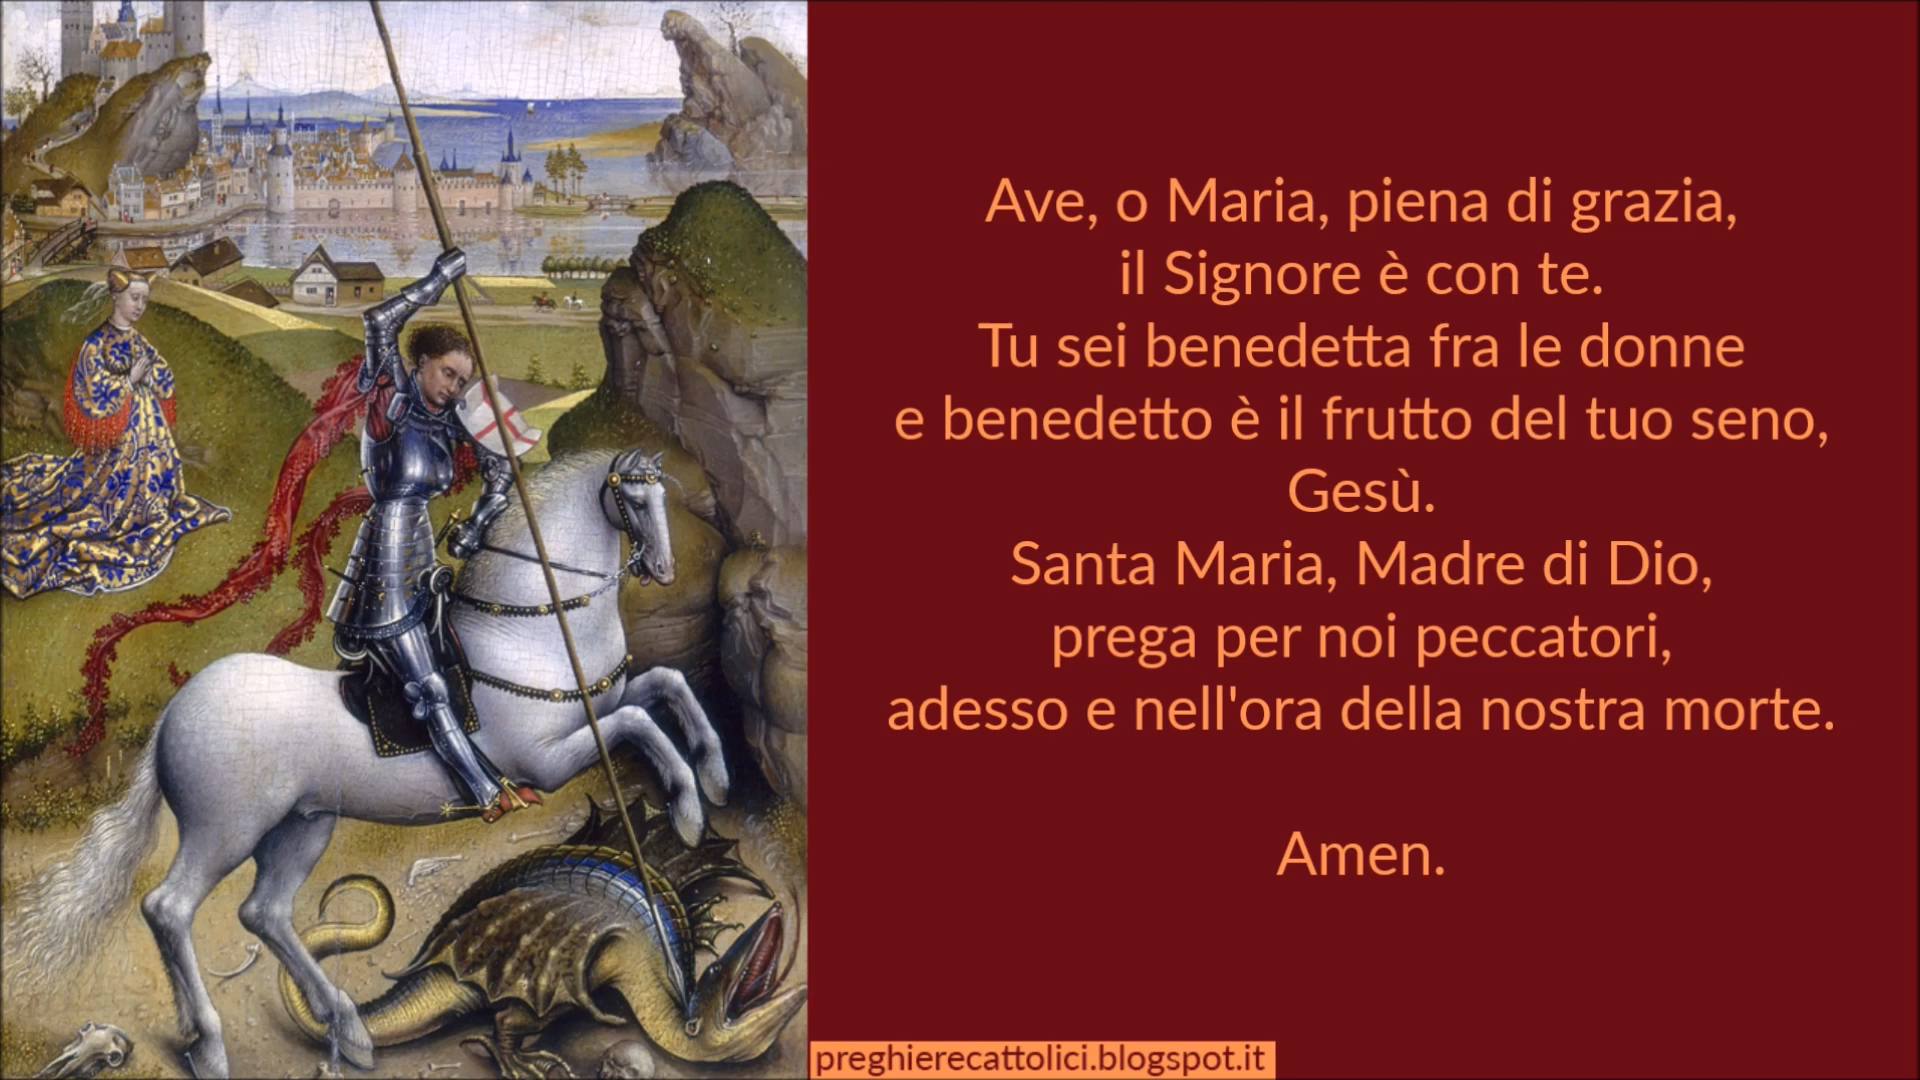 Ave, o Maria, piena di grazia,
il Signore è con te.
Tu sei benedetta fra le donne
e benedetto è il frutto del tuo seno,
Gesù.
Santa Maria, Madre di Dio,
prega per noi peccatori,
adesso e nell'ora della nostra morte.
Amen.
preghierecattolici.blogspot.it